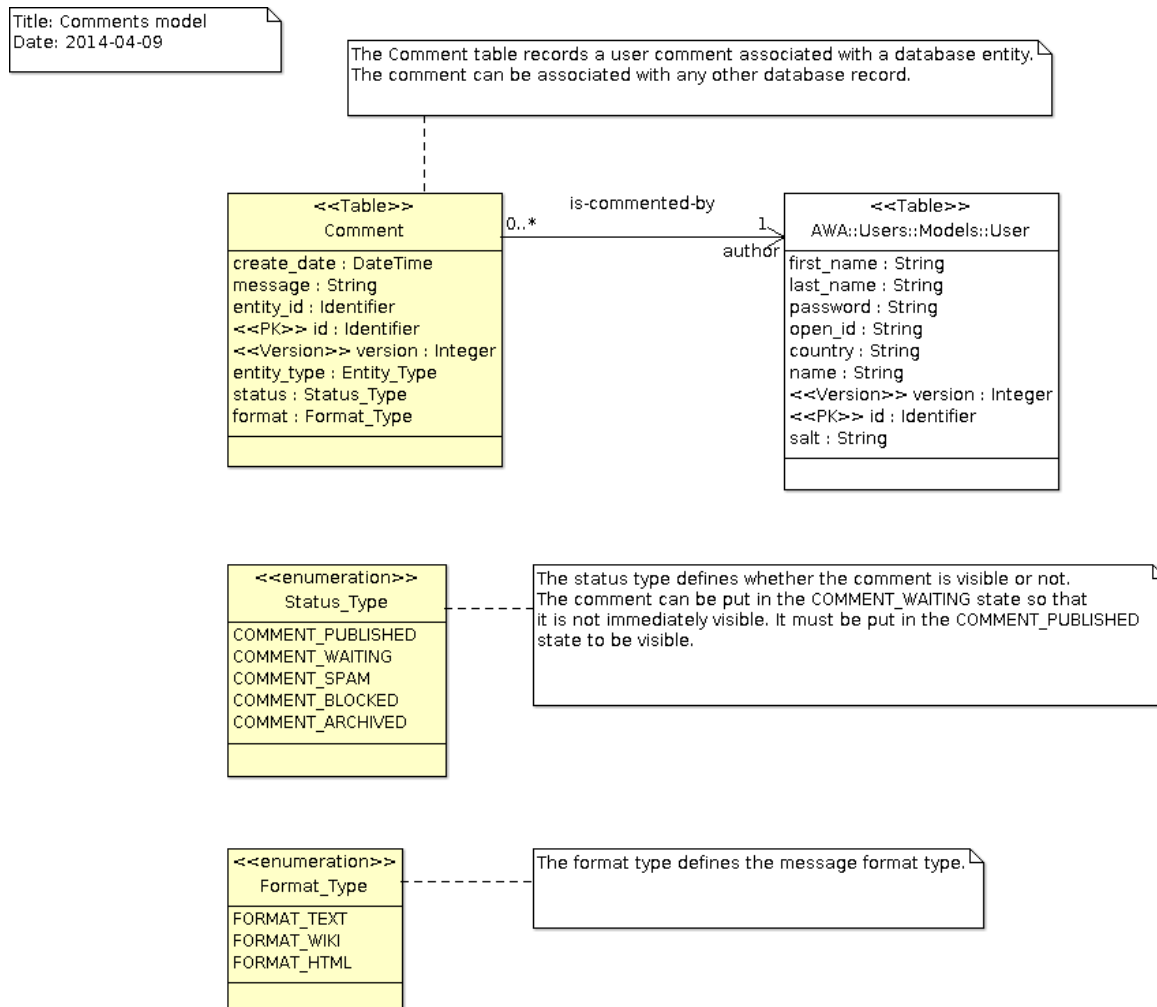 Title: Comments model
Date: 2014-04-09
The Comment table records a user comment associated with a database entity.
The comment can be associated with any other database record.
<<Table>>
Comment
create_date : DateTime
message : String
entity_id : Identifier
<<PK>> id : Identifier
<<Version>> version : Integer
entity_type : Entity_Type
status : Status_Type
format : Format_Type
0..*
is-commented-by
1
author
<<Table>>
AWA::Users::Models::User
first_name : String
last_name : String
password : String
open_id : String
country : String
name : String
<<Version>> version : Integer
<<PK>> id : Identifier
salt : String
<<enumeration>>
Status_Type
COMMENT_PUBLISHED
COMMENT_WAITING
COMMENT_SPAM
COMMENT_BLOCKED
COMMENT_ARCHIVED
The status type defines whether the comment is visible or not.
The comment can be put in the COMMENT_WAITING state so that
it is not immediately visible. It must be put in the COMMENT_PUBLISHED
state to be visible.
<<enumeration>>
Format_Type
FORMAT_TEXT
FORMAT_WIKI
FORMAT_HTML
The format type defines the message format type.